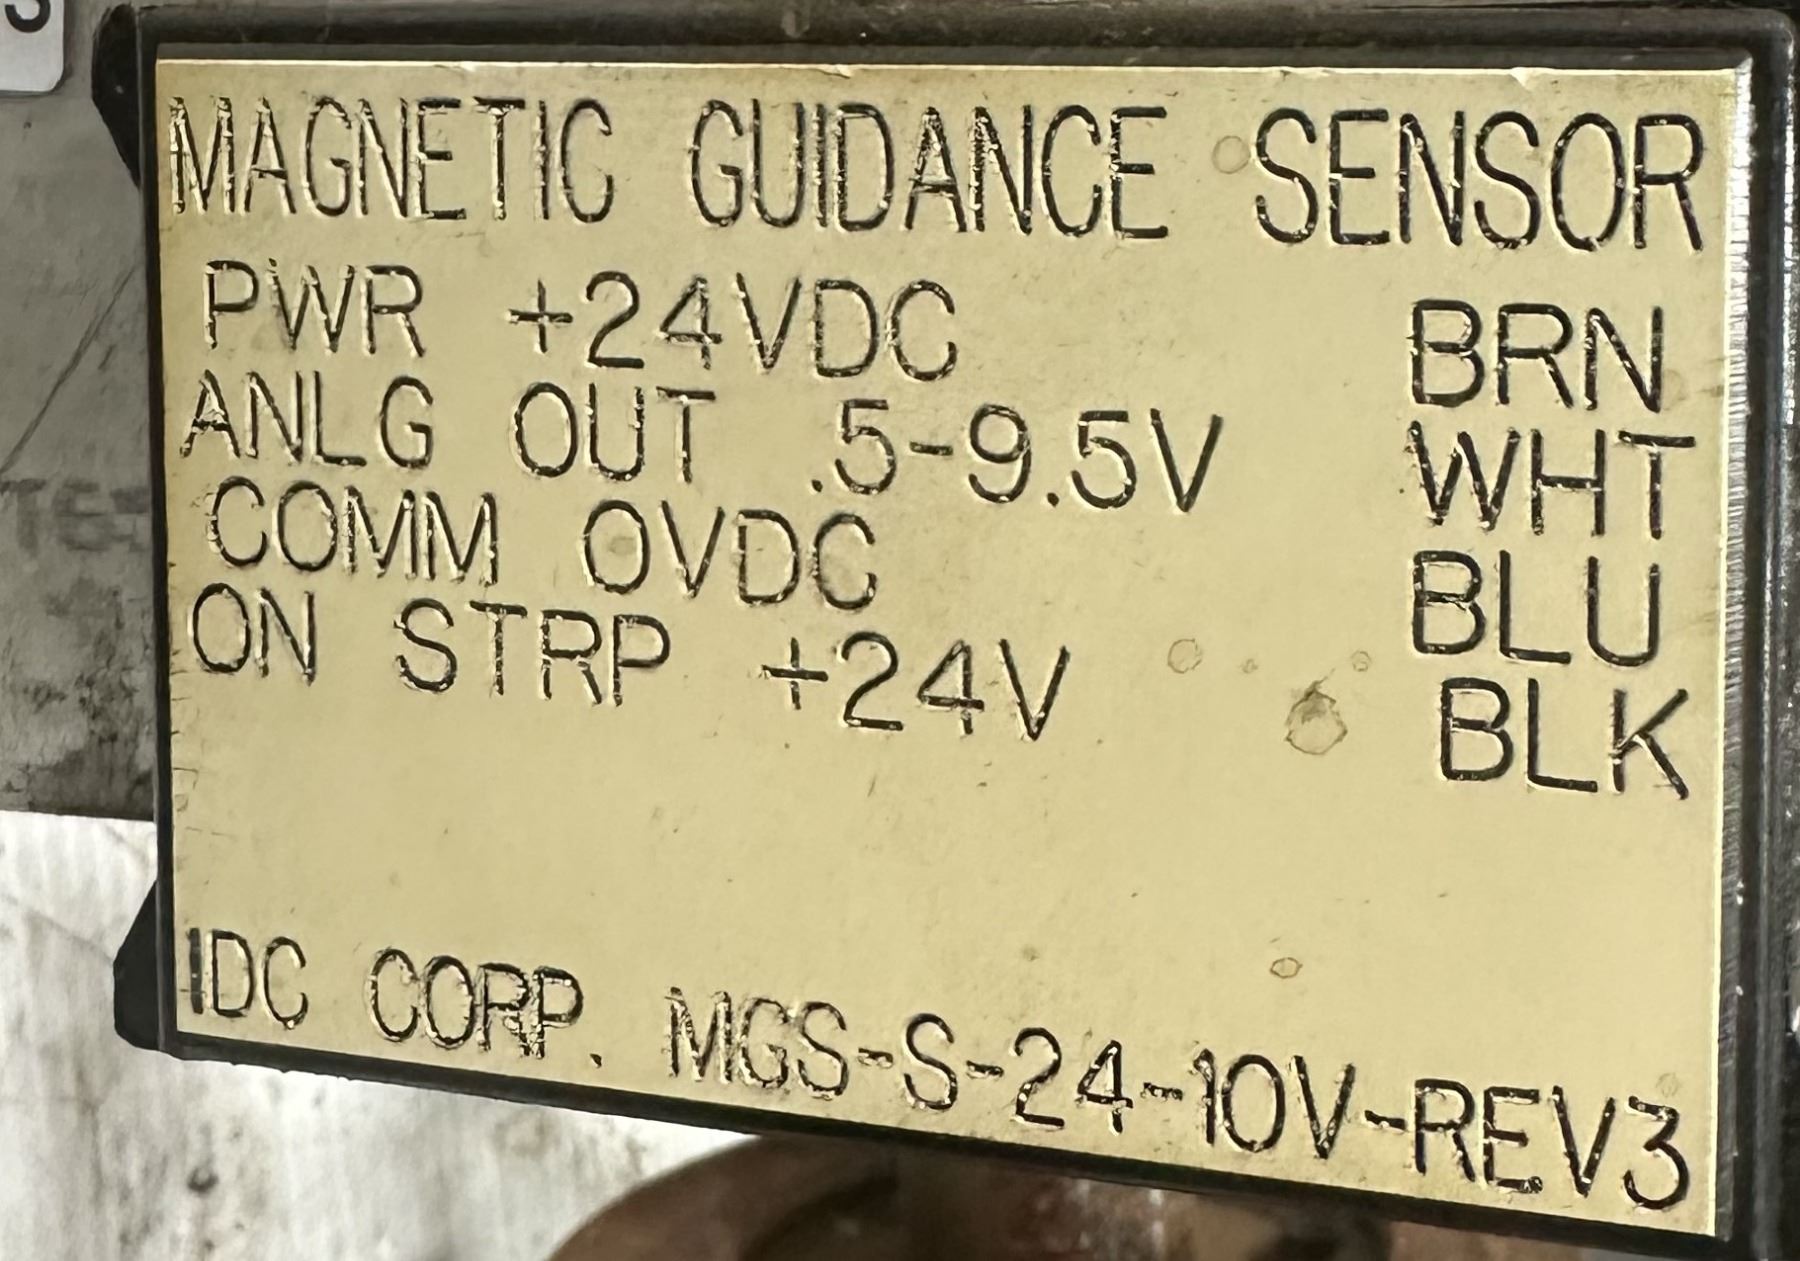 MAGNETIC GUIDANCE SENSOR
PWR +24VDC BRN
ANLG OUT .5-9.5V WHT
COMM 0VDC BLU
ON STRP +24V BLK
IDC CORP. MGS-S-24-10V-REV3